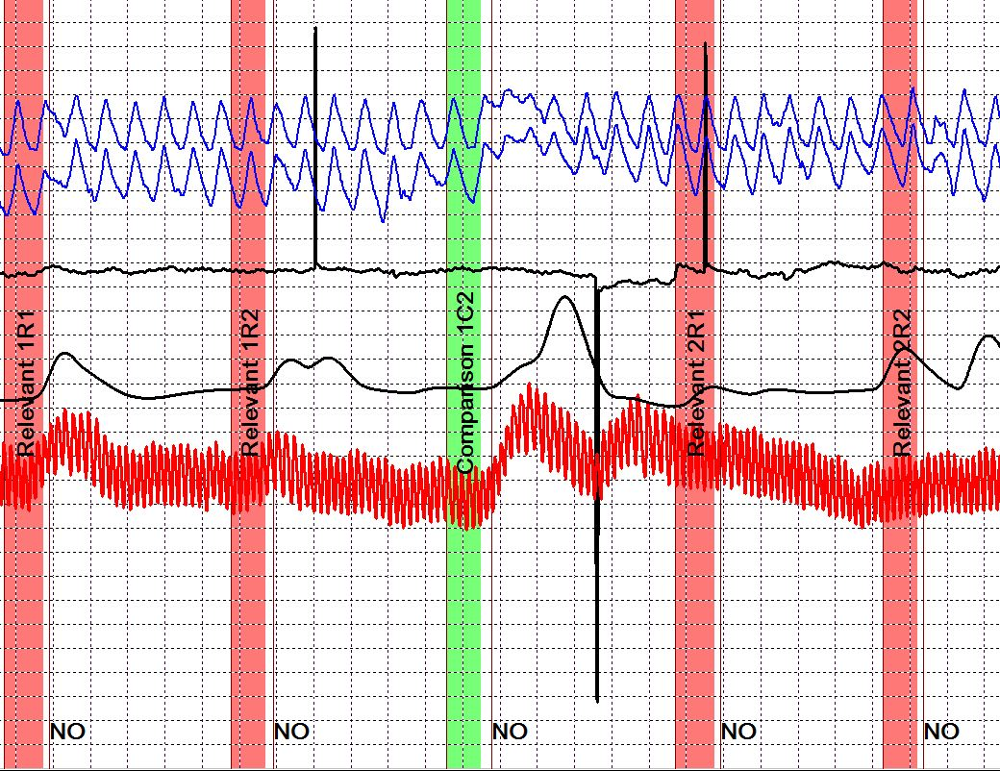 Relevant 1R1
Relevant 1R2
Comparison 1C2
Relevant 2R1
Relevant 2R2
NO
NO
NO
NO
NO